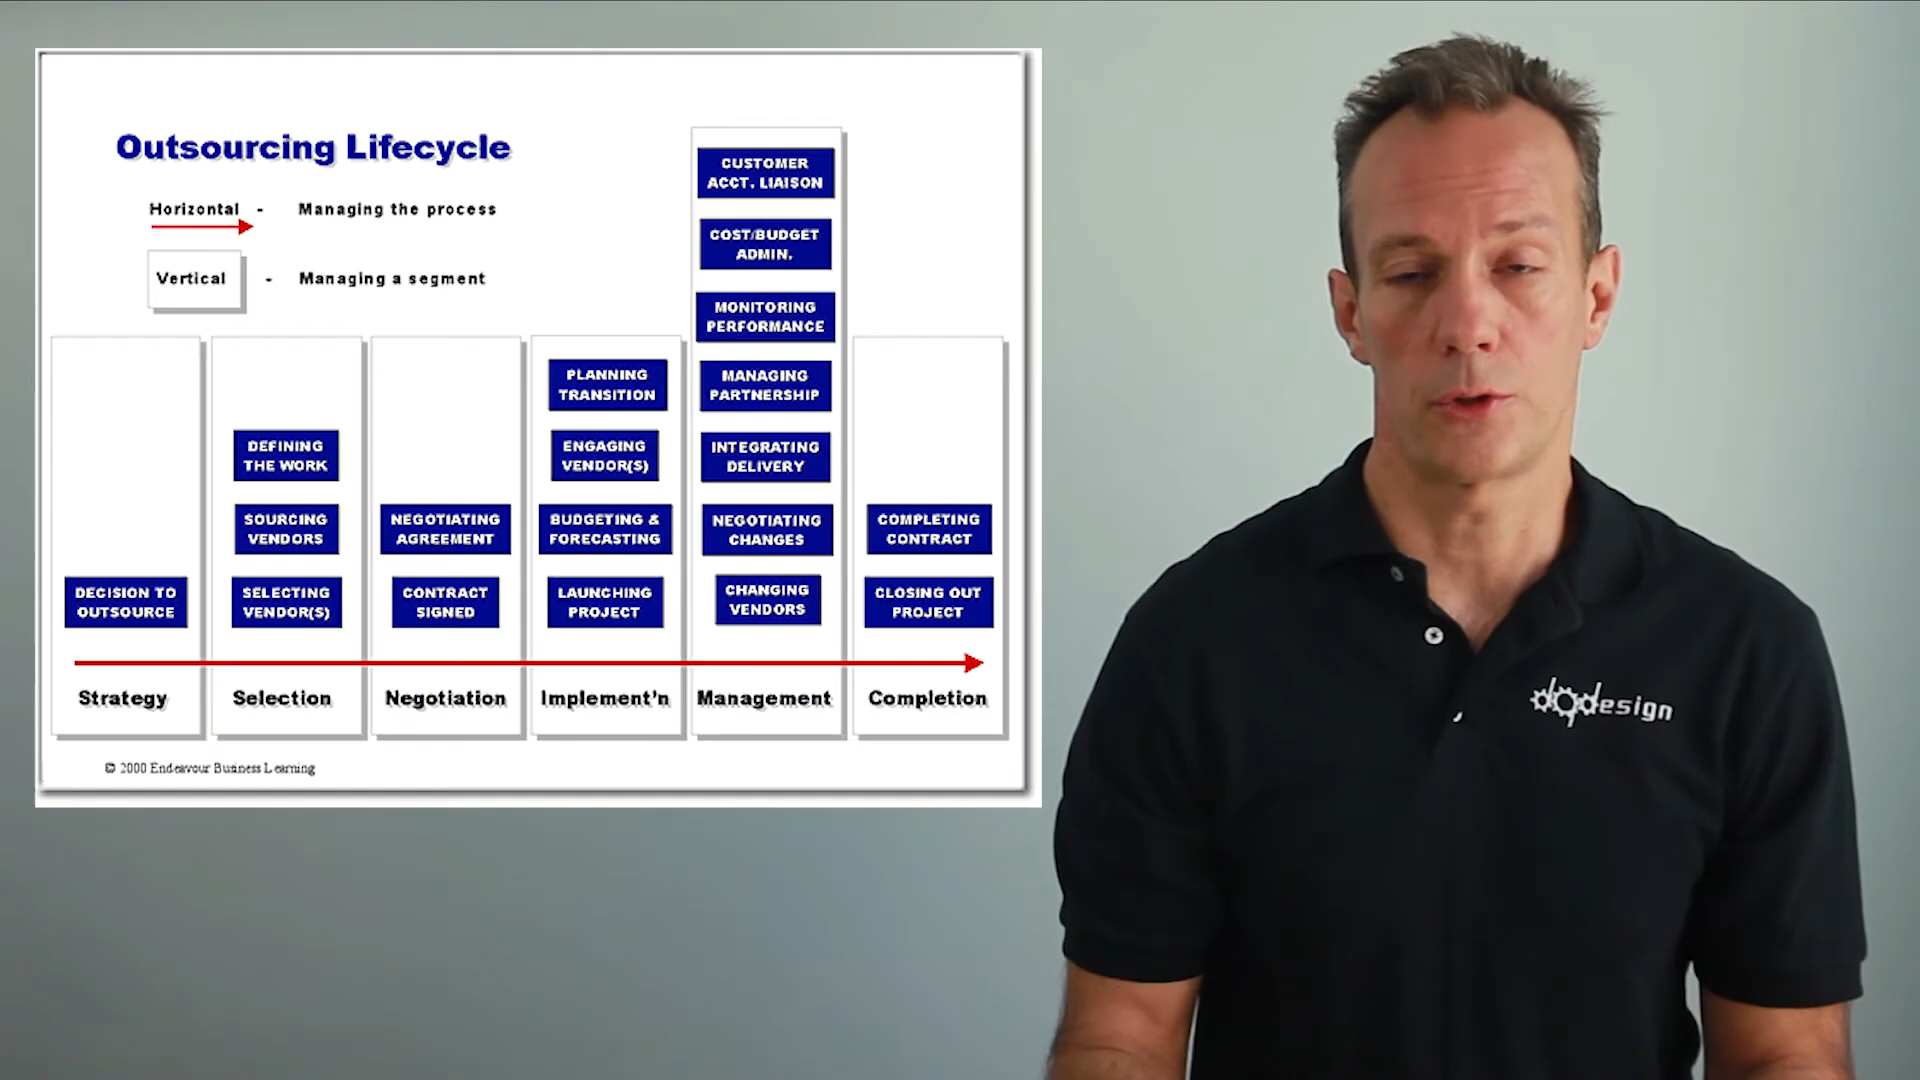 Outsourcing Lifecycle
Horizontal - Managing the process
Vertical - Managing a segment
DECISION TO
OUTSOURCE
Strategy
DEFINING
THE WORK
SOURCING
VENDORS
SELECTING
VENDOR(S)
Selection
NEGOTIATING
AGREEMENT
CONTRACT
SIGNED
Negotiation
PLANNING
TRANSITION
ENGAGING
VENDOR(S)
BUDGETING &
FORECASTING
LAUNCHING
PROJECT
Implement'n
CUSTOMER
ACCT. LIAISON
COST/BUDGET
ADMIN.
MONITORING
PERFORMANCE
MANAGING
PARTNERSHIP
INTEGRATING
DELIVERY
NEGOTIATING
CHANGES
CHANGING
VENDORS
Management
COMPLETING
CONTRACT
CLOSING OUT
PROJECT
Completion
© 2000 Endeavour Business Learning